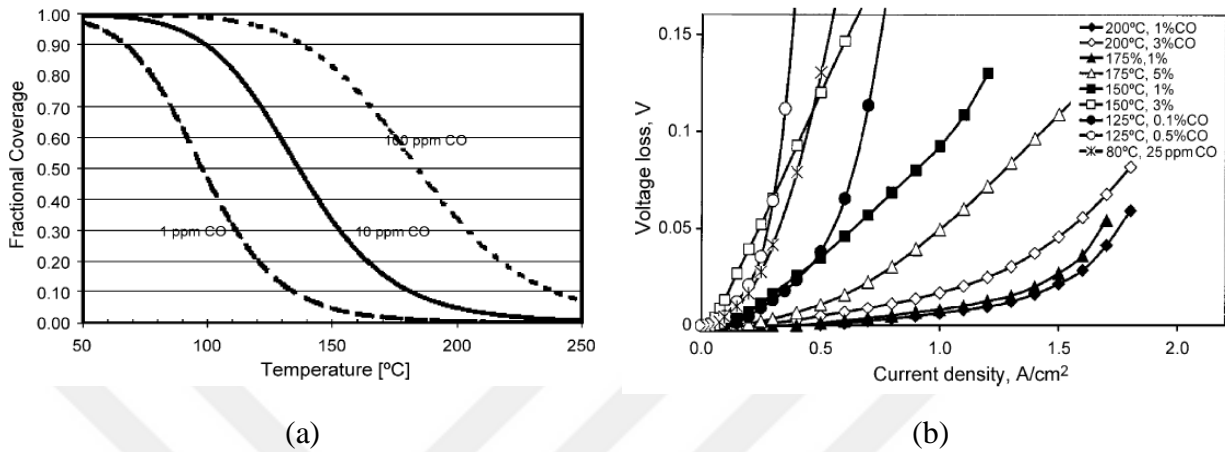 1.00
0.90
0.80
0.70
0.60
0.50
0.40
0.30
0.20
0.10
0.00
Fractional Coverage
100 ppm CO
1 ppm CO
10 ppm CO
50
100
150
200
250
Temperature [ºC]
(a)
0.15
0.1
0.05
0
Voltage loss, V
200ºC, 1%CO
200ºC, 3%CO
175%, 1%
175ºC, 5%
150ºC, 1%
150ºC, 3%
125ºC, 0.1%CO
125ºC, 0.5%CO
80ºC, 25 ppm CO
0.0
0.5
1.0
1.5
2.0
Current density, A/cm²
(b)